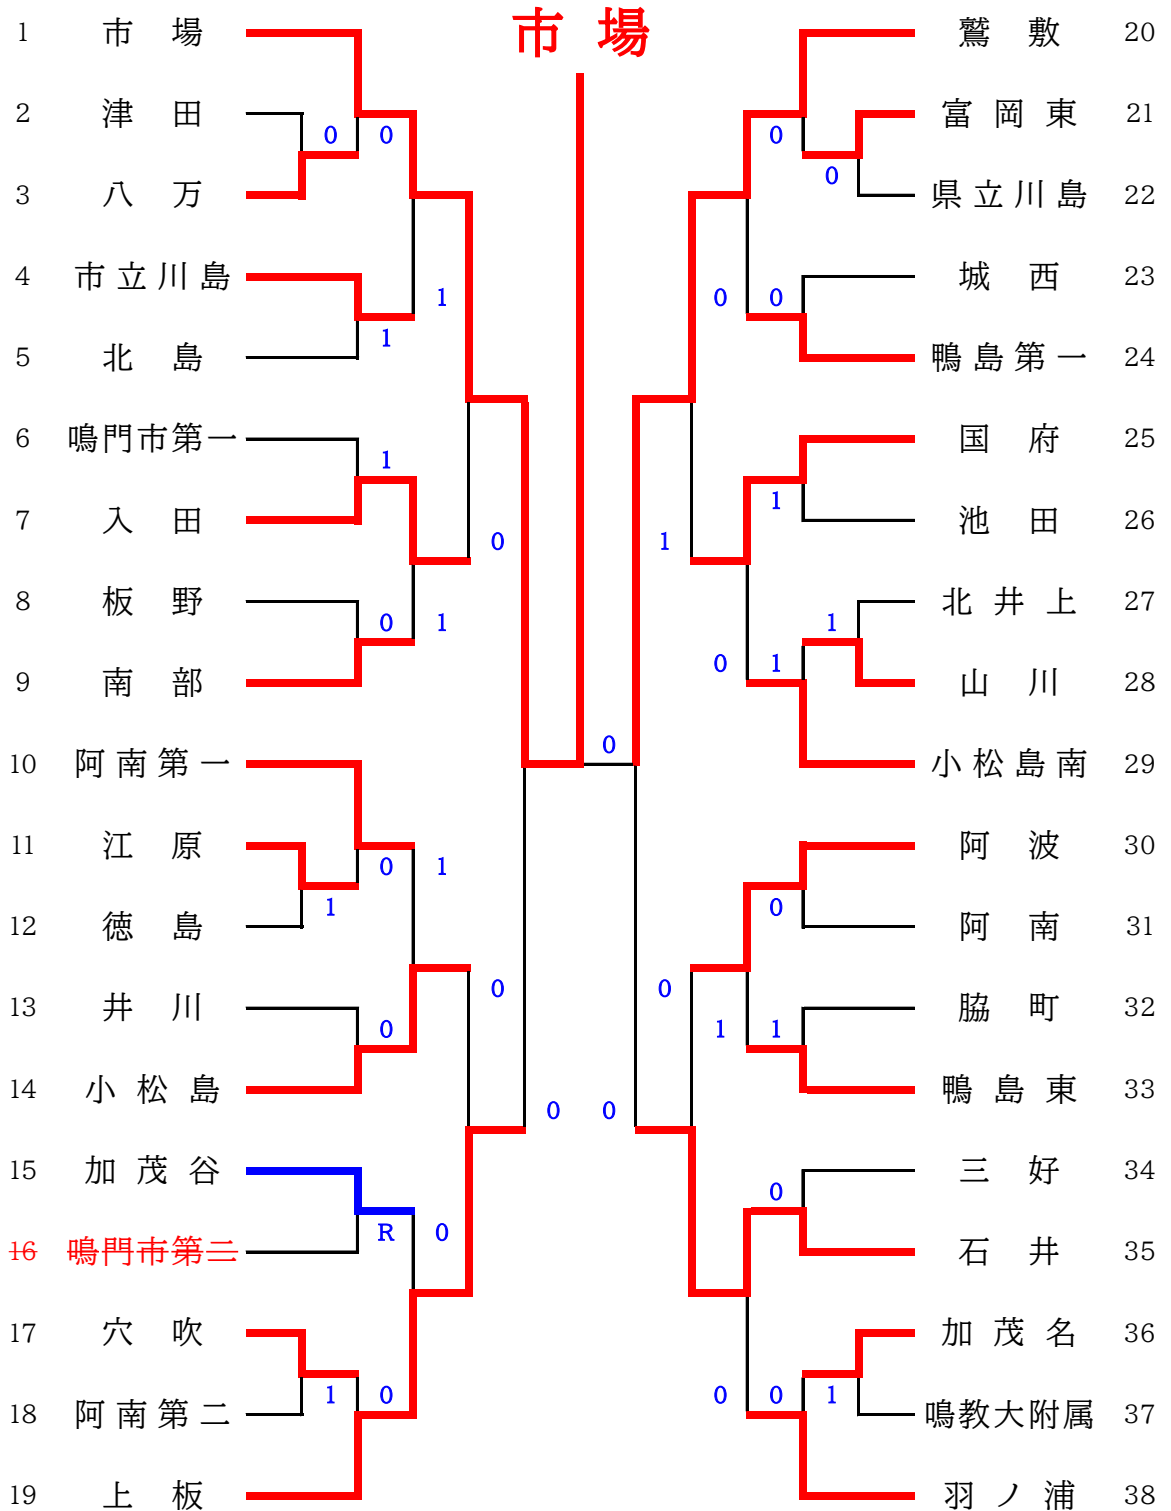 市場
1 市場
2 津田
0 0
3 八万
4 市立川島
1
1
5 北島
6 鳴門市第一
1
7 入田
0
8 板野
0 1
9 南部
10 阿南第一
11 江原
0 1
1
12 徳島
0
13 井川
0
14 小松島
15 加茂谷
R 0
16 鳴門市第二
17 穴吹
1 0
18 阿南第二
19 上板
0
0 0
鷲敷 20
富岡東 21
0
0
県立川島 22
城西 23
0 0
鴨島第一 24
国府 25
1
1
池田 26
北井上 27
1
0 1
山川 28
小松島南 29
阿波 30
0
阿南 31
0
脇町 32
1 1
鴨島東 33
三好 34
0
石井 35
加茂名 36
0 0 1
鳴教大附属 37
羽ノ浦 38